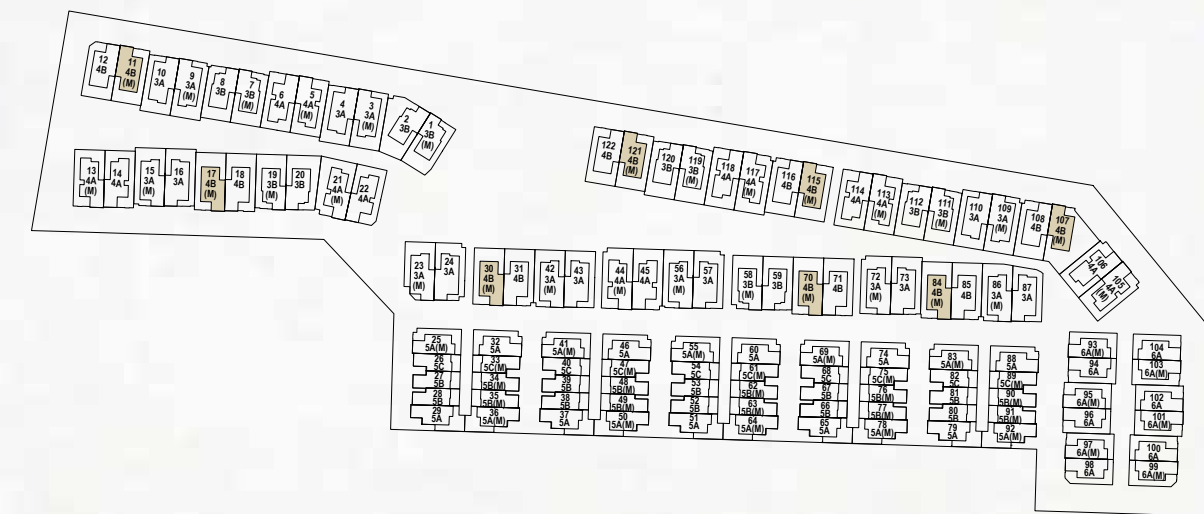 12
4B
11
4B
(M)
10
3A
9
3A
(M)
8
3B
7
3B
(M)
6
4A
5
4A
(M)
4
3A
3
3A
(M)
2
3B
1
3B
(M)
13
4A
(M)
14
4A
15
3A
(M)
16
3A
17
4B
(M)
18
4B
19
3B
(M)
20
3B
21
4A
(M)
22
4A
122
4B
121
4B
(M)
120
3B
119
3B
(M)
118
4A
117
4A
(M)
116
4B
115
4B
(M)
114
4A
113
4A
(M)
112
3B
111
3B
(M)
110
3A
109
3A
(M)
108
4B
107
4B
(M)
106
4A
105
4A
(M)
23
3A
(M)
24
3A
30
4B
(M)
31
4B
42
3A
(M)
43
3A
44
4A
(M)
45
4A
56
3A
(M)
57
3A
58
3B
(M)
59
3B
70
4B
(M)
71
4B
72
3A
(M)
73
3A
84
4B
(M)
85
4B
86
3A
(M)
87
3A
25
5A(M)
26
5C
27
5B
28
5B
29
5A
32
5A
33
5C(M)
34
5B(M)
35
5B(M)
36
5A(M)
41
5A(M)
40
5C
39
5B
38
5B
37
5A
46
5A
47
5C(M)
48
5B(M)
49
5B(M)
50
5A(M)
55
5A(M)
54
5C
53
5B
52
5B
51
5A
60
5A
61
5C(M)
62
5B(M)
63
5B(M)
64
5A(M)
69
5A(M)
68
5C
67
5B
66
5B
65
5A
74
5A
75
5C(M)
76
5B(M)
77
5B(M)
78
5A(M)
83
5A(M)
82
5C
81
5B
80
5B
79
5A
88
5A
89
5C(M)
90
5B(M)
91
5B(M)
92
5A(M)
93
6A(M)
94
6A
95
6A(M)
96
6A
97
6A(M)
98
6A
104
6A
103
6A(M)
102
6A
101
6A(M)
100
6A
99
6A(M)